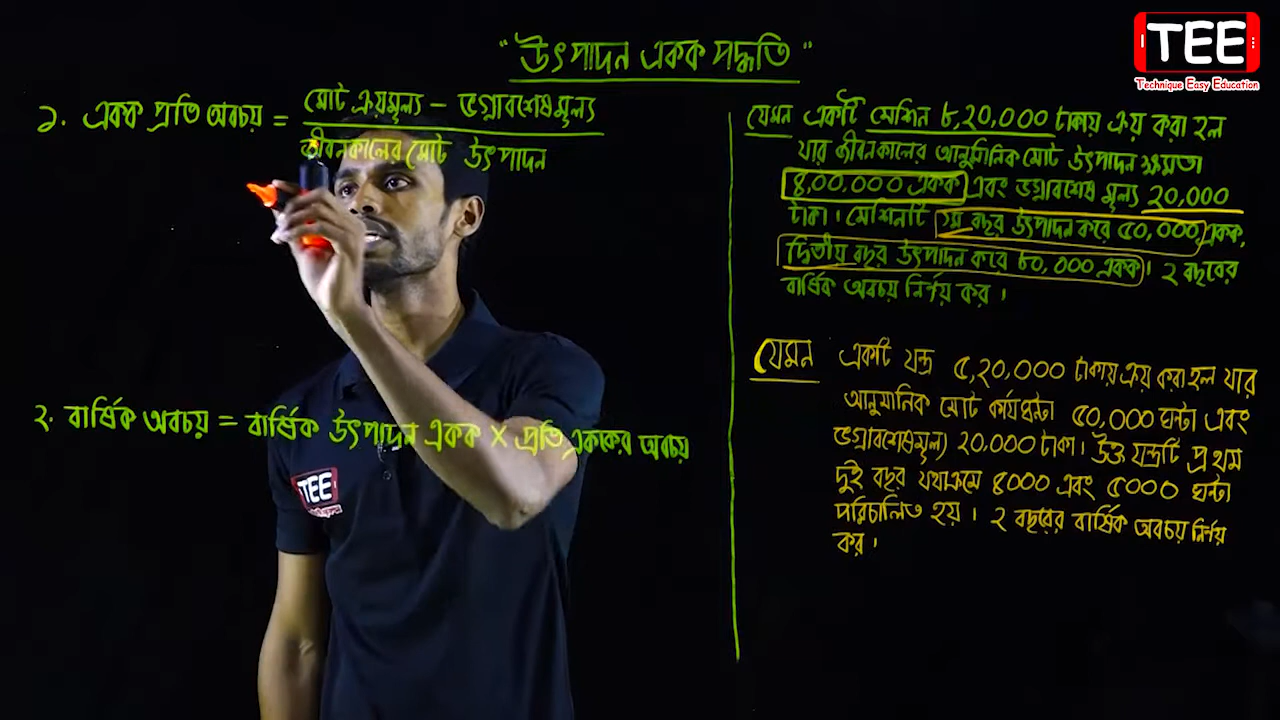 "উৎপাদন একক পদ্ধতি"
TEE
Technique Easy Education
১. একক প্রতি অবচয় = মোট ক্রয়মূল্য – ভগ্নাবশেষ মূল্য
জীবনকালের মোট উৎপাদন
২. বার্ষিক অবচয় = বার্ষিক উৎপাদন একক × প্রতি এককের অবচয়
TEE
যেমন একটি মেশিন ৮,২০,০০০ টাকায় ক্রয় করা হল
যার জীবনকালের আনুমানিক মোট উৎপাদন ক্ষমতা
৪,০০,০০০ একক এবং ভগ্নাবশেষ মূল্য ২০,০০০
টাকা। মেশিনটি ১ম বছর উৎপাদন করে ৫০,০০০ একক,
দ্বিতীয় বছর উৎপাদন করে ৮০,০০০ একক। ২ বছরের
বার্ষিক অবচয় নির্ণয় কর।
যেমন একটি যন্ত্র ৫,২০,০০০ টাকায় ক্রয় করা হল যার
আনুমানিক মোট কার্যঘন্টা ৫০,০০০ ঘন্টা এবং
ভগ্নাবশেষমূল্য ২০,০০০ টাকা। উক্ত যন্ত্রটি প্রথম
দুই বছর যথাক্রমে ৪০০০ এবং ৫০০০ ঘন্টা
পরিচালিত হয়। ২ বছরের বার্ষিক অবচয় নির্ণয়
কর।